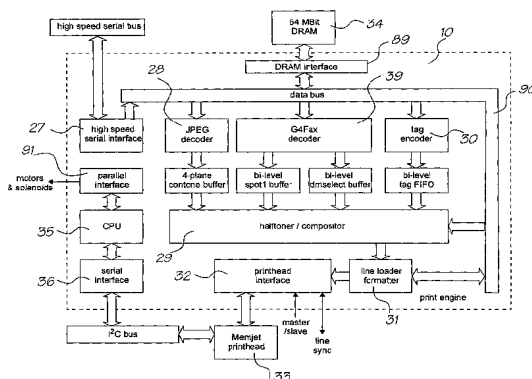 high speed serial bus
64 MBit
DRAM
34
89
10
DRAM interface
28
39
90
data bus
27
high speed
serial interface
JPEG
decoder
G4Fax
decoder
tag
encoder
30
91
motors
& solenoids
parallel
interface
4-plane
contone buffer
bi-level
spot1 buffer
bi-level
dmselect buffer
bi-level
tag FIFO
35
CPU
halftoner / compositor
29
36
serial
interface
32
printhead
interface
line loader
formatter
print engine
31
master
/slave
line
sync
I²C bus
Memjet
printhead
33